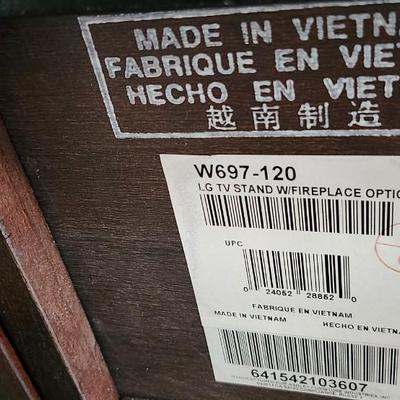 MADE IN VIETNA
FABRIQUE EN VIE
HECHO EN VIET
越南制造
W697-120
LG TV STAND W/FIREPLACE OPTIO
UPC
0 24052 28852 0
FABRIQUE EN VIETNAM
MADE IN VIETNAM
HECHO EN VIETNA
641542103607